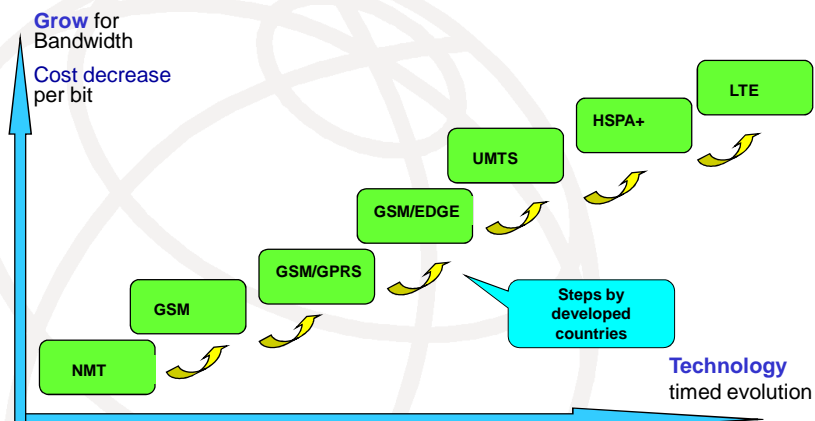 Grow for
Bandwidth
Cost decrease
per bit
LTE
HSPA+
UMTS
GSM/EDGE
GSM/GPRS
GSM
NMT
Steps by
developed
countries
Technology
timed evolution